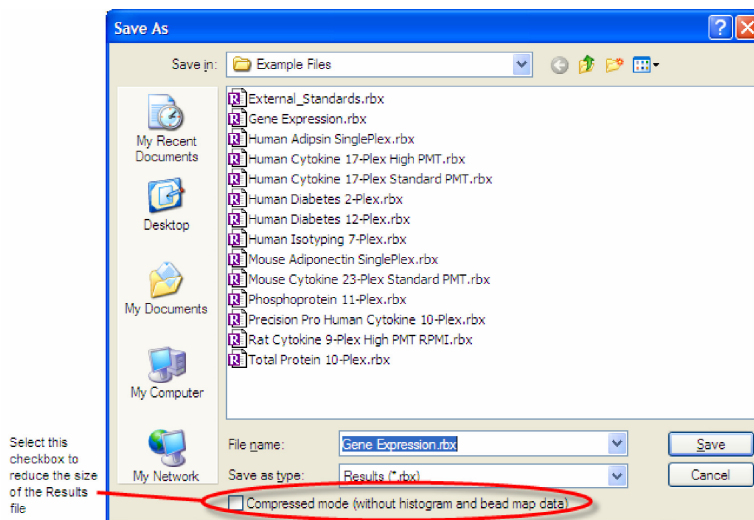 Save As
Save in:
Example Files
My Recent
Documents
Desktop
My Documents
My Computer
My Network
External_Standards.rbx
Gene Expression.rbx
Human Adipsin SinglePlex.rbx
Human Cytokine 17-Plex High PMT.rbx
Human Cytokine 17-Plex Standard PMT.rbx
Human Diabetes 2-Plex.rbx
Human Diabetes 12-Plex.rbx
Human Isotyping 7-Plex.rbx
Mouse Adiponectin SinglePlex.rbx
Mouse Cytokine 23-Plex Standard PMT.rbx
Phosphoprotein 11-Plex.rbx
Precision Pro Human Cytokine 10-Plex.rbx
Rat Cytokine 9-Plex High PMT RPMI.rbx
Total Protein 10-Plex.rbx
File name:
Gene Expression.rbx
Save
Save as type:
Results (*.rbx)
Cancel
Compressed mode (without histogram and bead map data)
Select this
checkbox to
reduce the size
of the Results
file